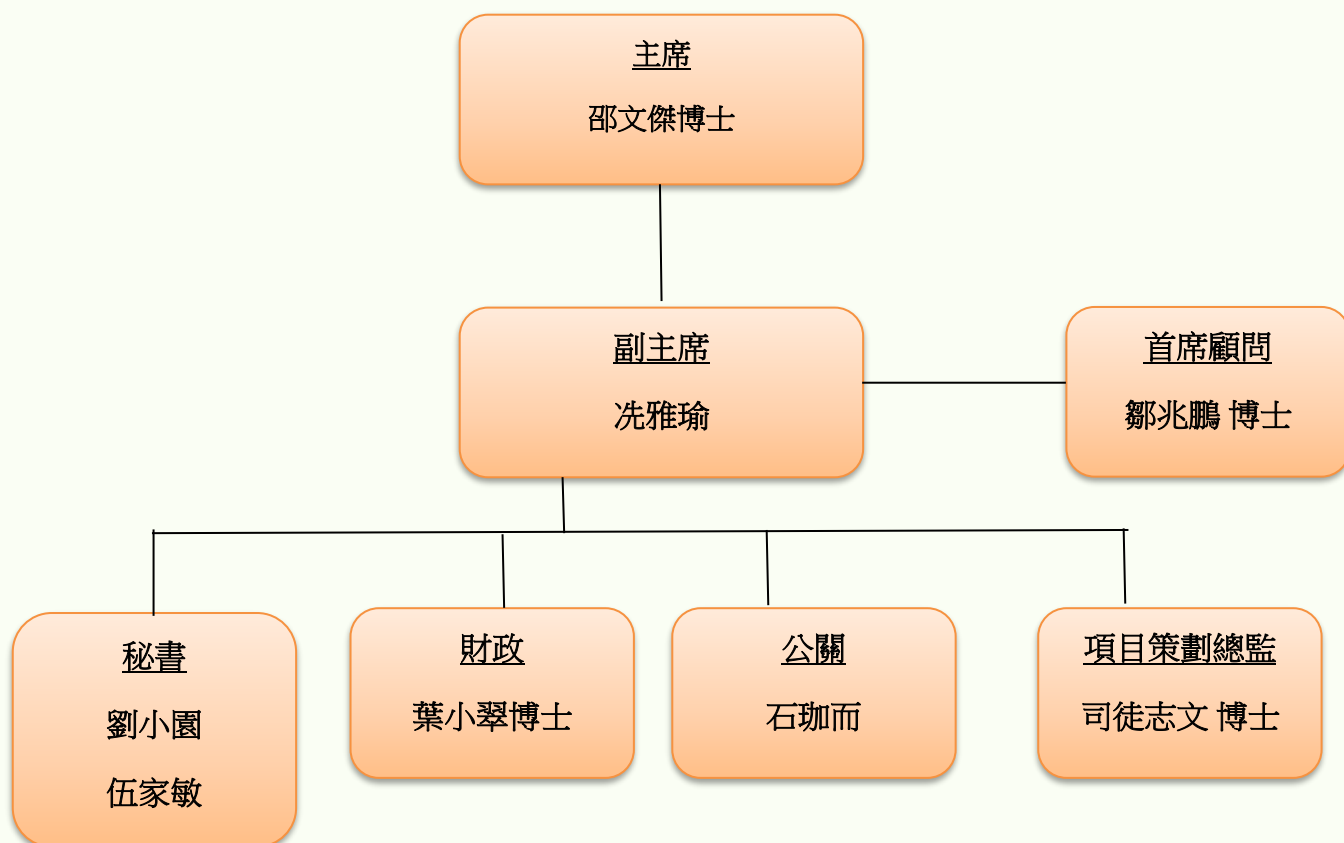 主席
邵文傑博士
副主席
冼雅瑜
首席顧問
鄒兆鵬 博士
秘書
劉小園
伍家敏
財政
葉小翠博士
公關
石珈而
項目策劃總監
司徒志文 博士